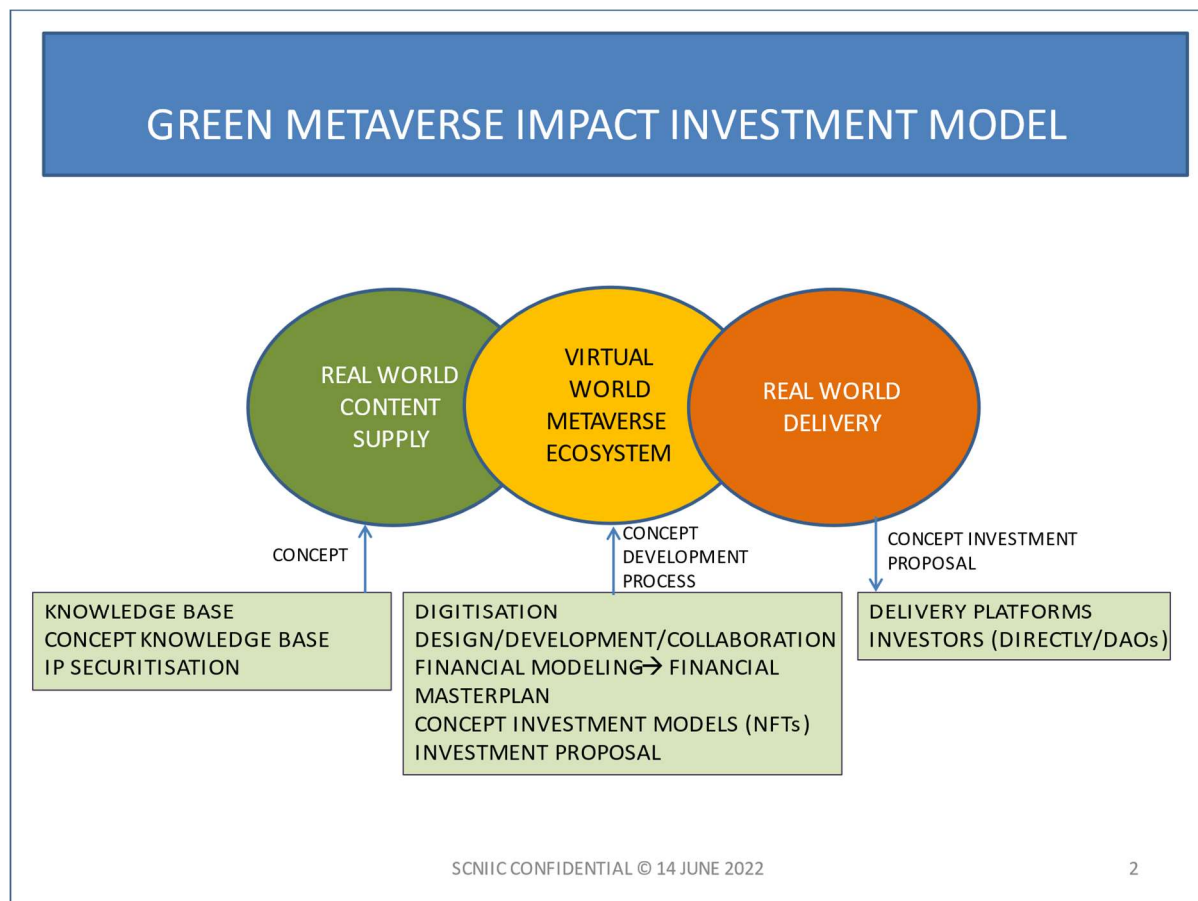 GREEN METAVERSE IMPACT INVESTMENT MODEL
REAL WORLD
CONTENT
SUPPLY
VIRTUAL
WORLD
METAVERSE
ECOSYSTEM
REAL WORLD
DELIVERY
CONCEPT
CONCEPT
DEVELOPMENT
PROCESS
CONCEPT INVESTMENT
PROPOSAL
KNOWLEDGE BASE
CONCEPT KNOWLEDGE BASE
IP SECURITISATION
DIGITISATION
DESIGN/DEVELOPMENT/COLLABORATION
FINANCIAL MODELING→ FINANCIAL
MASTERPLAN
CONCEPT INVESTMENT MODELS (NFTs)
INVESTMENT PROPOSAL
DELIVERY PLATFORMS
INVESTORS (DIRECTLY/DAOs)
SCNIIC CONFIDENTIAL © 14 JUNE 2022
2